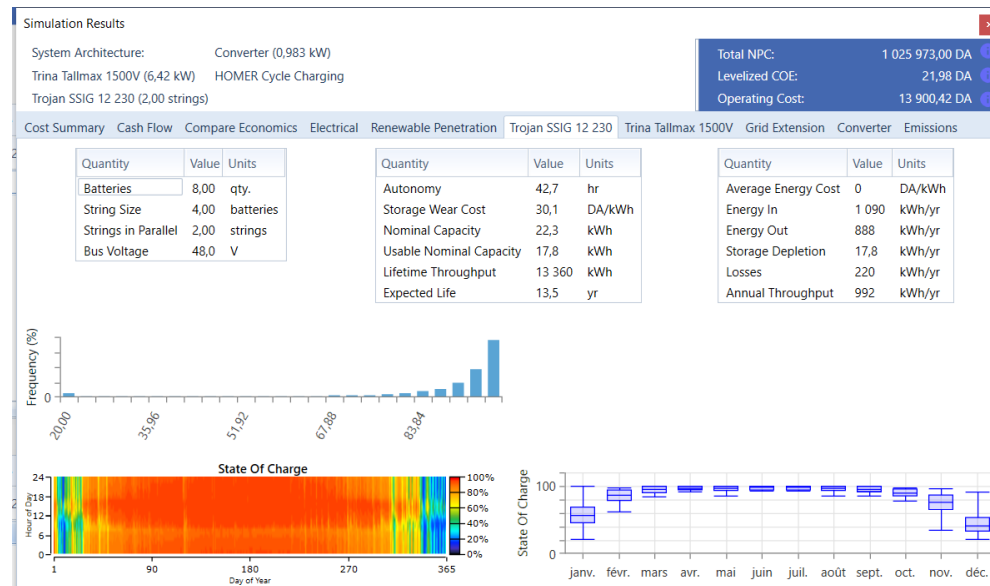 Simulation Results
System Architecture: Converter (0,983 kW)
Trina Tallmax 1500V (6,42 kW) HOMER Cycle Charging
Trojan SSIG 12 230 (2,00 strings)
Total NPC: 1 025 973,00 DA
Levelized COE: 21,98 DA
Operating Cost: 13 900,42 DA
Cost Summary Cash Flow Compare Economics Electrical Renewable Penetration Trojan SSIG 12 230 Trina Tallmax 1500V Grid Extension Converter Emissions
Quantity Value Units
Batteries 8,00 qty.
String Size 4,00 batteries
Strings in Parallel 2,00 strings
Bus Voltage 48,0 V
Quantity Value Units
Autonomy 42,7 hr
Storage Wear Cost 30,1 DA/kWh
Nominal Capacity 22,3 kWh
Usable Nominal Capacity 17,8 kWh
Lifetime Throughput 13 360 kWh
Expected Life 13,5 yr
Quantity Value Units
Average Energy Cost 0 DA/kWh
Energy In 1 090 kWh/yr
Energy Out 888 kWh/yr
Storage Depletion 17,8 kWh/yr
Losses 220 kWh/yr
Annual Throughput 992 kWh/yr
Frequency (%)
0
20,00 35,96 51,92 67,88 83,84
State Of Charge
Hour of Day
24
18
12
6
0
1 90 180 270 365
Day of Year
100%
80%
60%
40%
20%
0%
State Of Charge
100
0
janv. févr. mars avr. mai juin juil. août sept. oct. nov. déc.